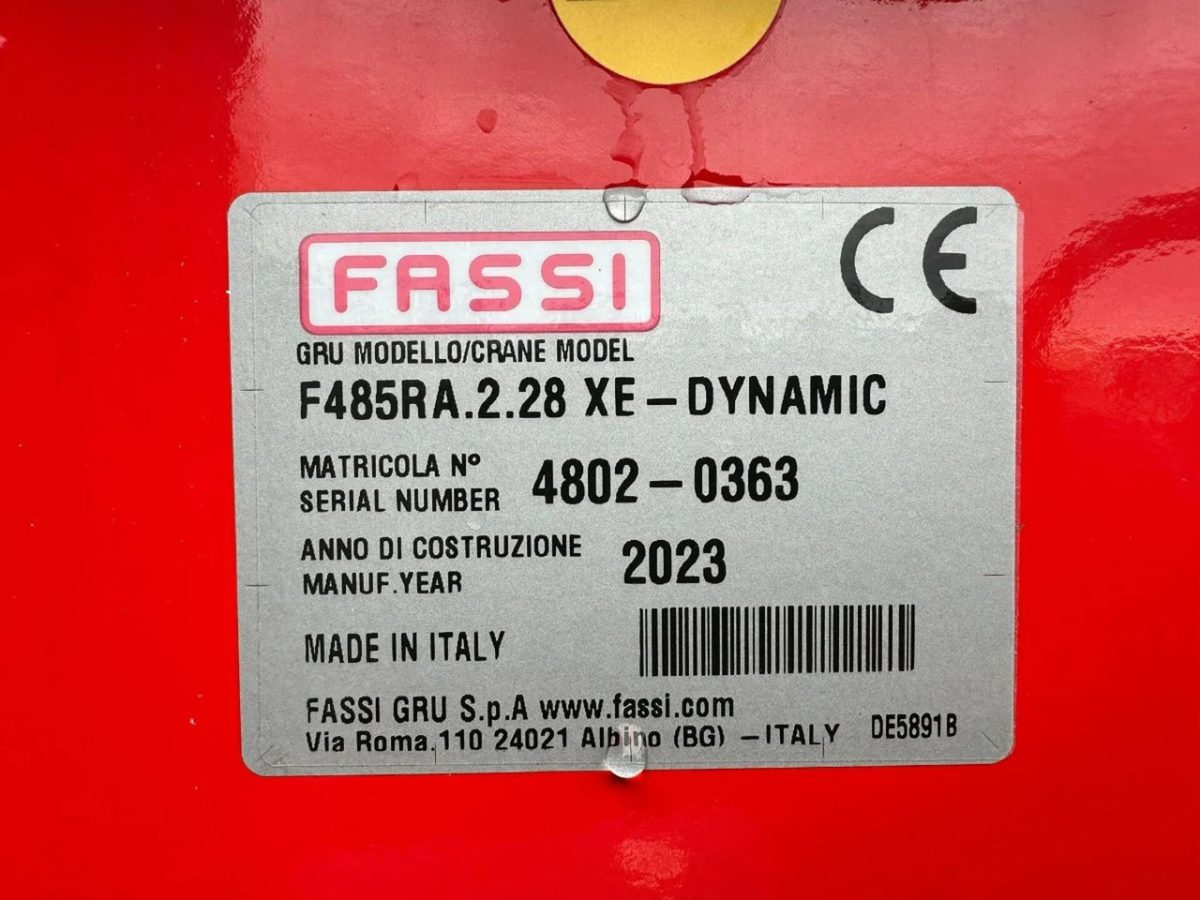 CE
FASSI
GRU MODELLO/CRANE MODEL
F485RA.2.28 XE – DYNAMIC
MATRICOLA Nº
SERIAL NUMBER
4802 – 0363
ANNO DI COSTRUZIONE
MANUF.YEAR
2023
MADE IN ITALY
FASSI GRU S.p.A www.fassi.com
Via Roma,110 24021 Albino (BG) – ITALY
DE5891B